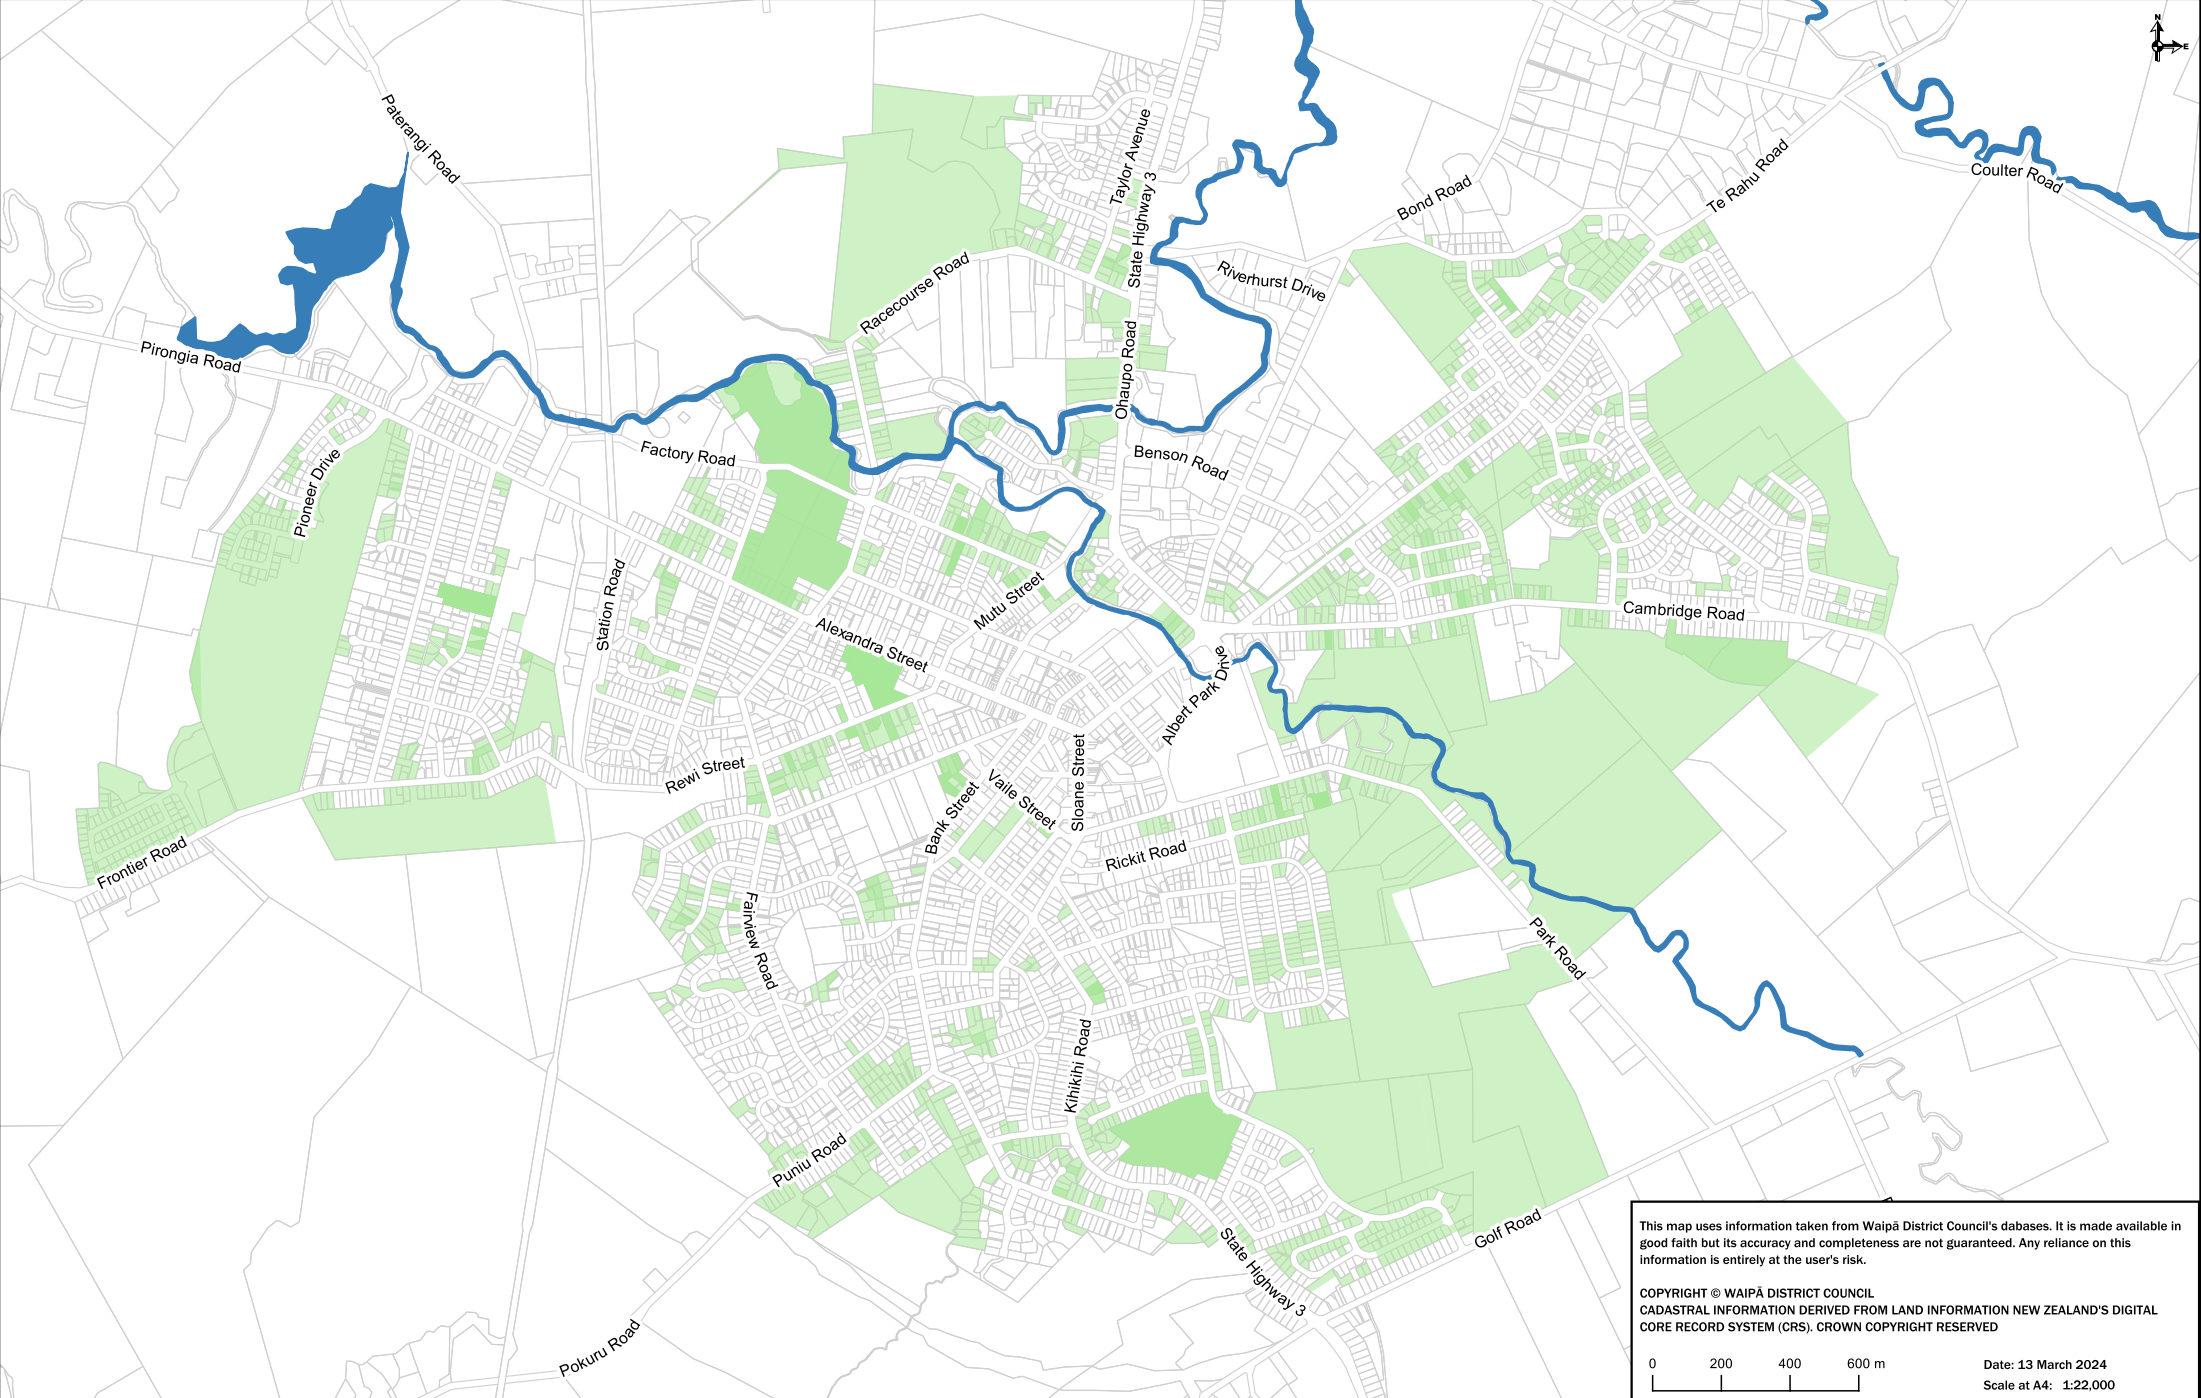 N
E
Paterangi Road
Taylor Avenue
State Highway 3
Te Rahu Road
Coulter Road
Bond Road
Racecourse Road
Riverhurst Drive
Pirongia Road
Ohaupo Road
Factory Road
Benson Road
Pioneer Drive
Station Road
Mutu Street
Cambridge Road
Alexandra Street
Albert Park Drive
Rewi Street
Sloane Street
Vaile Street
Bank Street
Rickit Road
Frontier Road
Fairview Road
Park Road
Kihikihi Road
Puniu Road
Golf Road
State Highway 3
Pokuru Road
This map uses information taken from Waipā District Council's dabases. It is made available in
good faith but its accuracy and completeness are not guaranteed. Any reliance on this
information is entirely at the user's risk.
COPYRIGHT © WAIPĀ DISTRICT COUNCIL
CADASTRAL INFORMATION DERIVED FROM LAND INFORMATION NEW ZEALAND'S DIGITAL
CORE RECORD SYSTEM (CRS). CROWN COPYRIGHT RESERVED
0 200 400 600 m
Date: 13 March 2024
Scale at A4: 1:22,000